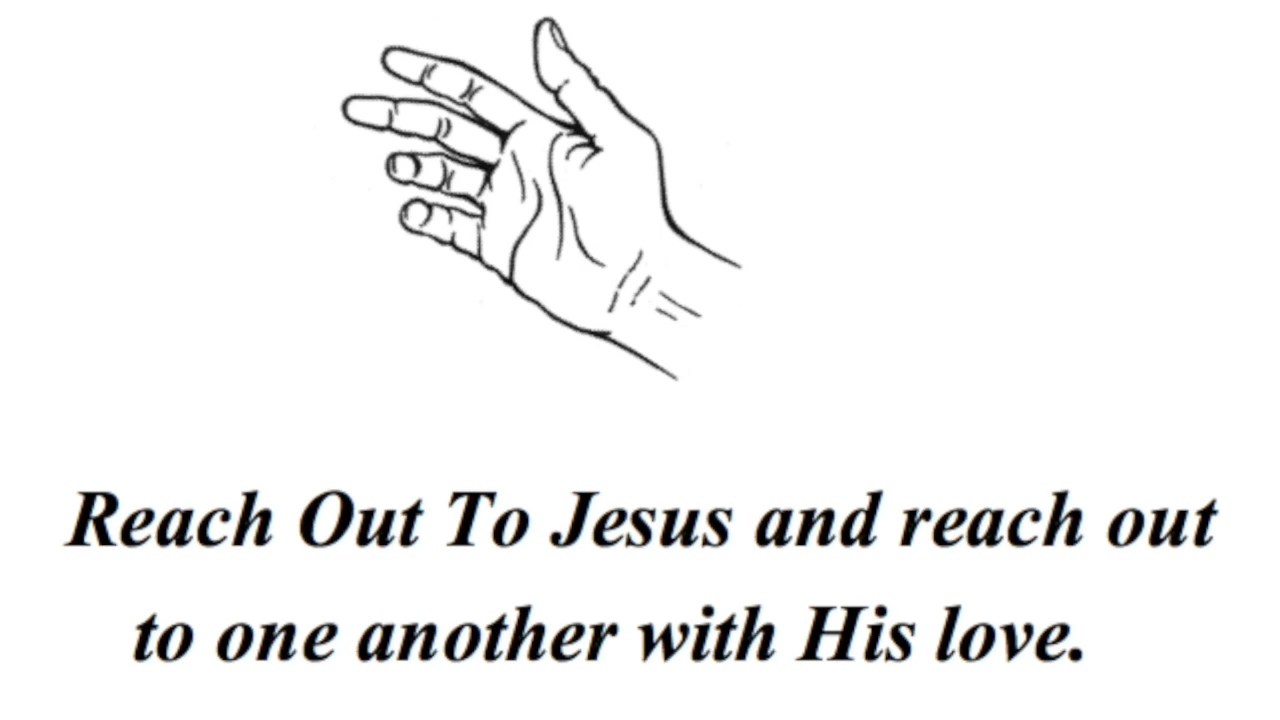 Reach Out To Jesus and reach out
to one another with His love.